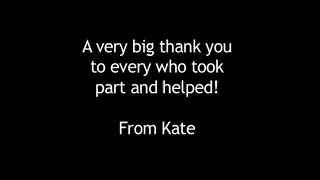 A very big thank you
to every who took
part and helped!
From Kate